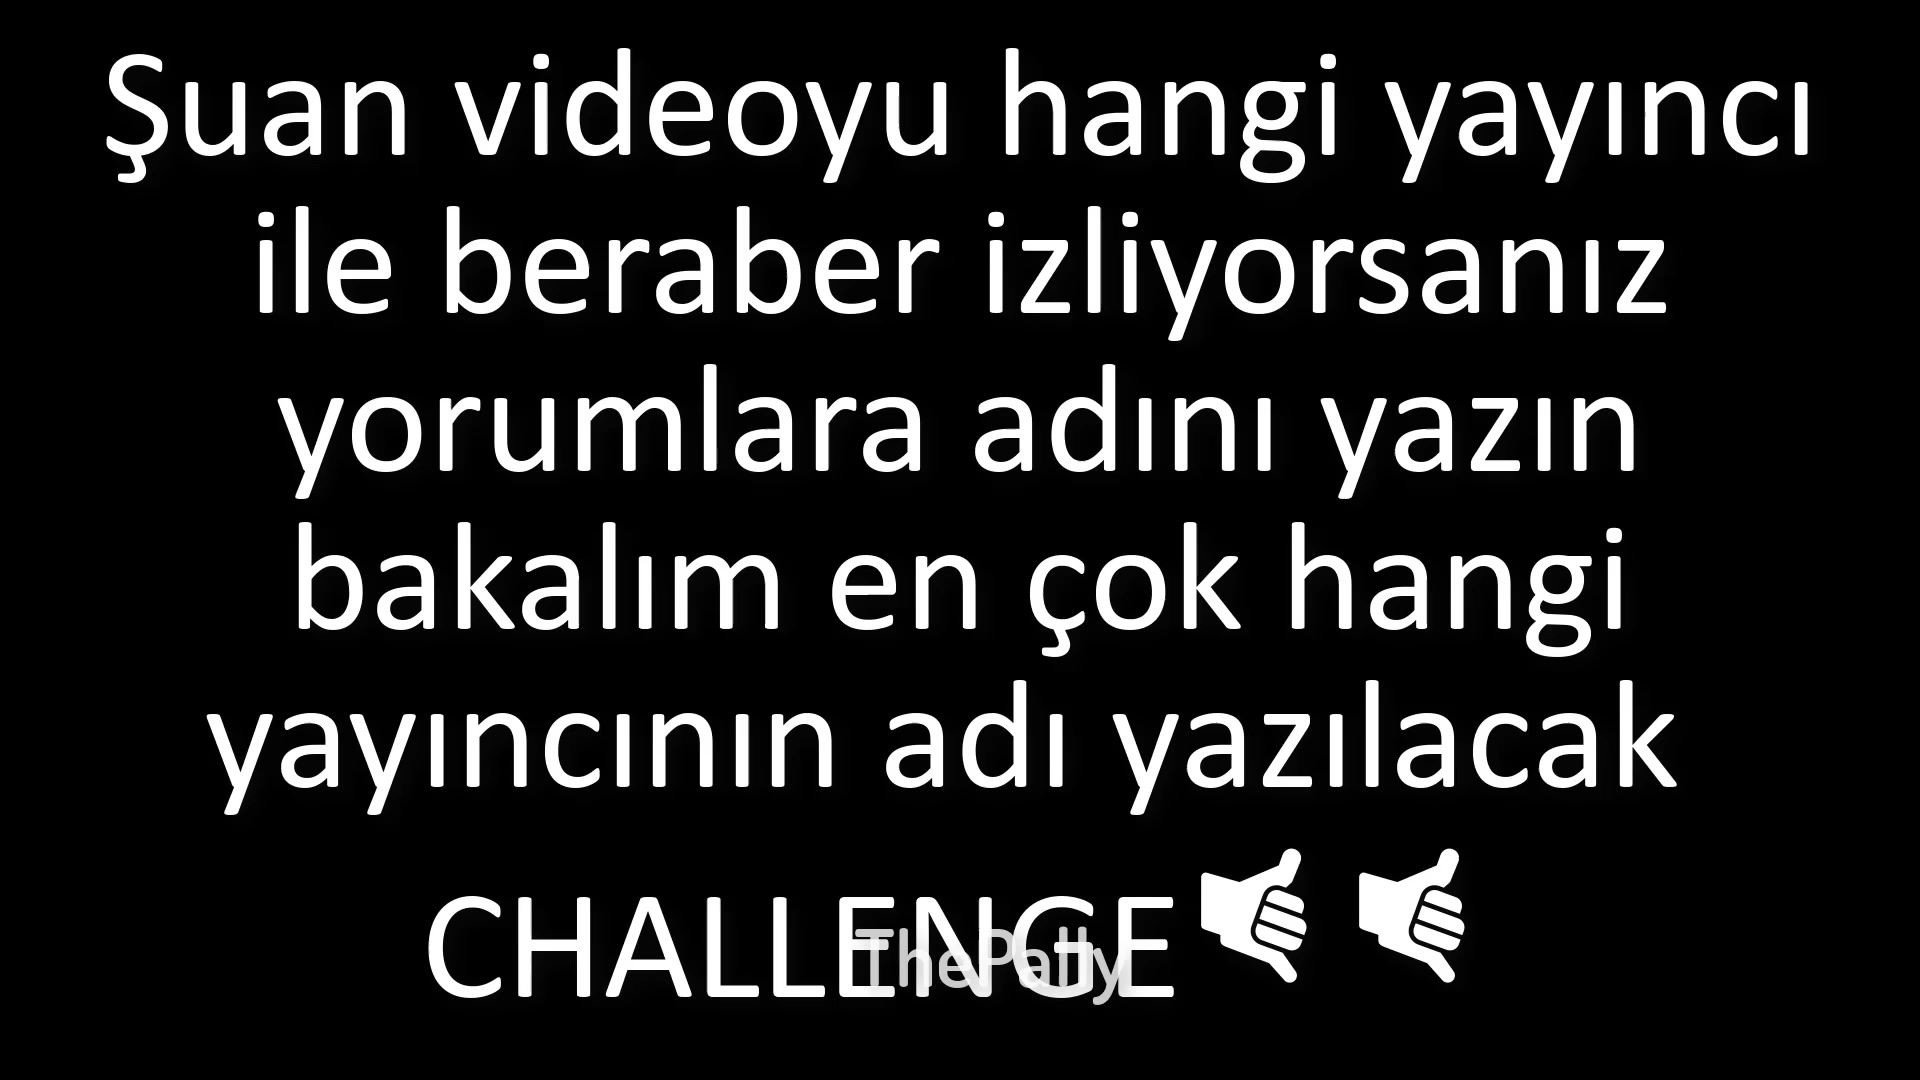 Şuan videoyu hangi yayıncı
ile beraber izliyorsanız
yorumlara adını yazın
bakalım en çok hangi
yayıncının adı yazılacak
CHALLENGE🤙🤙
ThePally